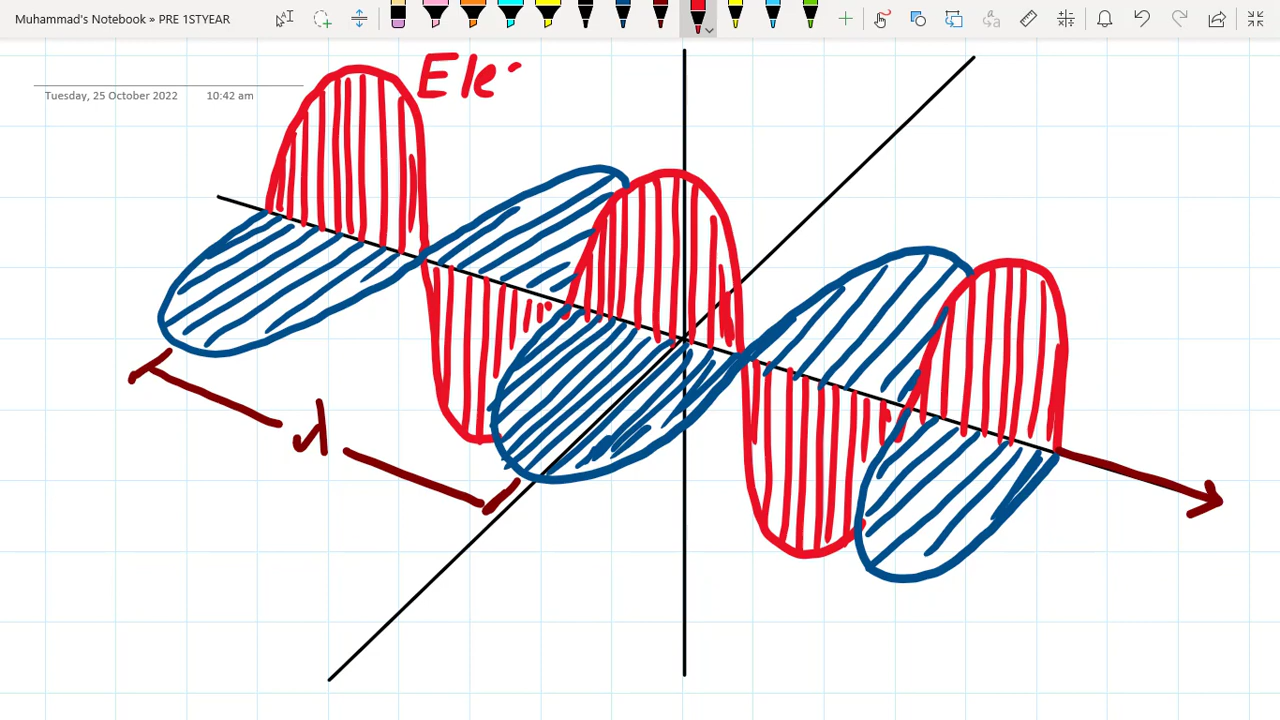 Muhammad's Notebook » PRE 1STYEAR
Ele
Tuesday, 25 October 2022 10:42 am
λ